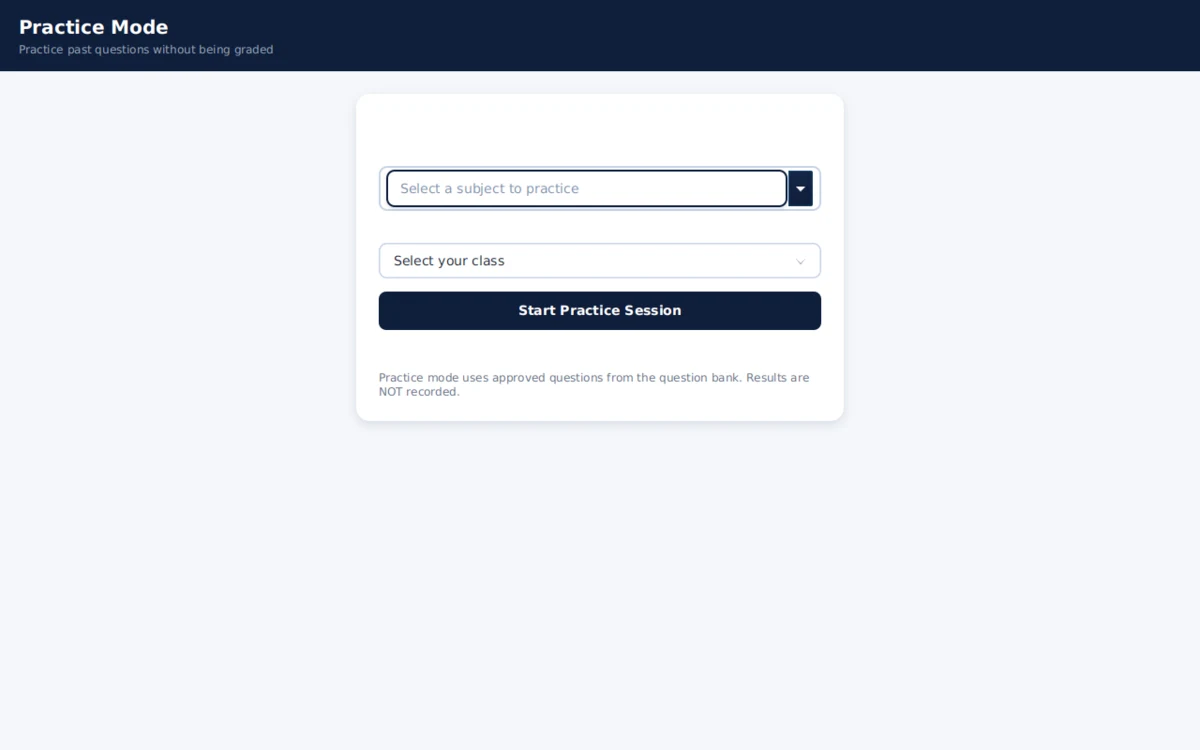 Practice Mode
Practice past questions without being graded
Select a subject to practice
Select your class
Start Practice Session
Practice mode uses approved questions from the question bank. Results are
NOT recorded.